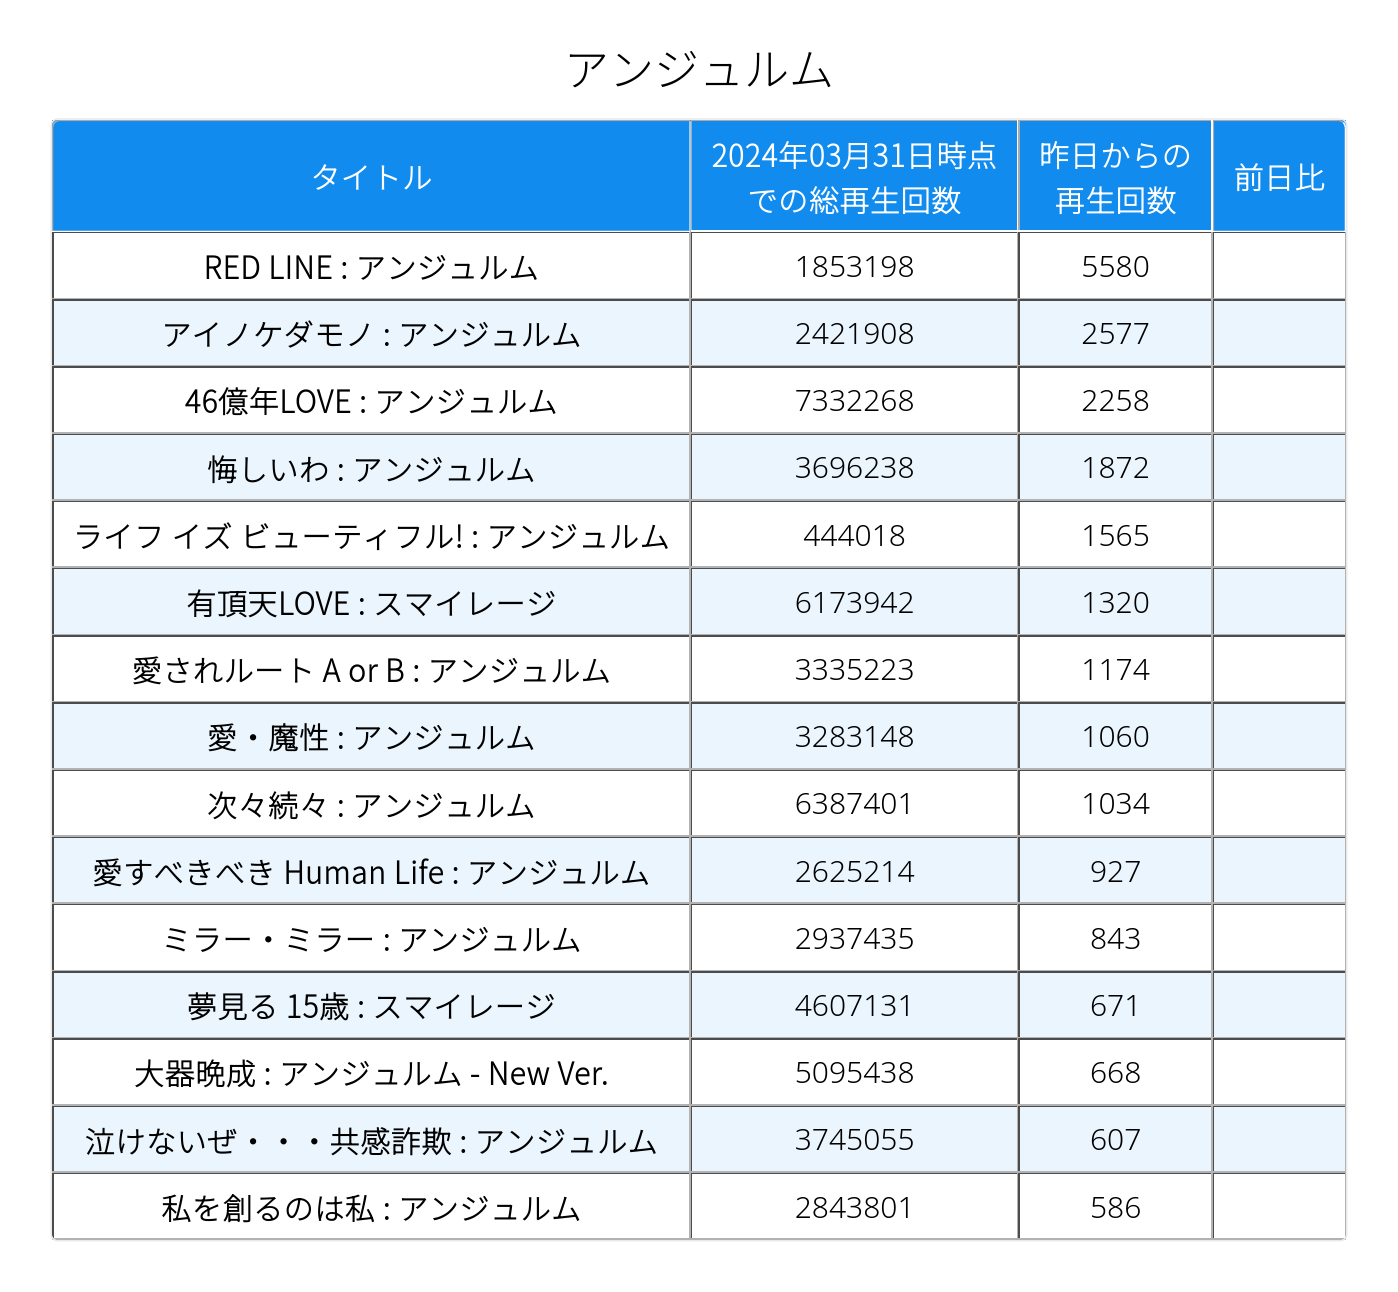 アンジュルム
タイトル
2024年03月31日時点
での総再生回数
昨日からの
再生回数
前日比
RED LINE : アンジュルム 1853198 5580
アイノケダモノ : アンジュルム 2421908 2577
46億年LOVE : アンジュルム 7332268 2258
悔しいわ : アンジュルム 3696238 1872
ライフ イズ ビューティフル! : アンジュルム 444018 1565
有頂天LOVE : スマイレージ 6173942 1320
愛されルート A or B : アンジュルム 3335223 1174
愛・魔性 : アンジュルム 3283148 1060
次々続々 : アンジュルム 6387401 1034
愛すべきべき Human Life : アンジュルム 2625214 927
ミラー・ミラー : アンジュルム 2937435 843
夢見る 15歳 : スマイレージ 4607131 671
大器晩成 : アンジュルム - New Ver. 5095438 668
泣けないぜ・・・共感詐欺 : アンジュルム 3745055 607
私を創るのは私 : アンジュルム 2843801 586